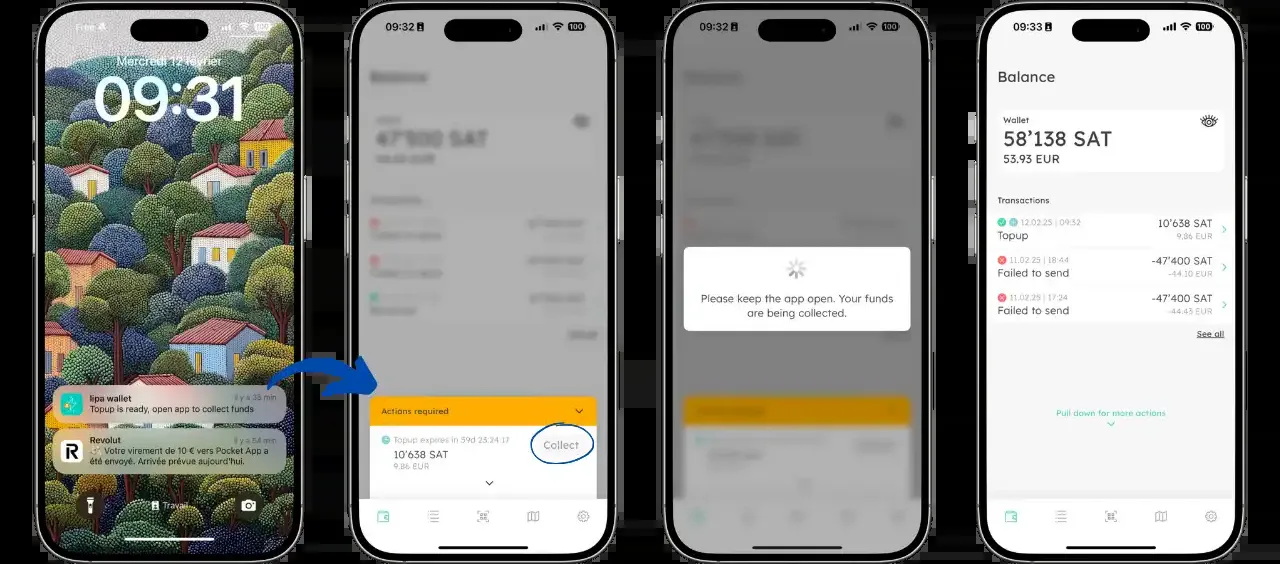 Free
Mercredi 12 février
09:31
lipa wallet
il y a 35 min
Topup is ready, open app to collect funds
Revolut
il y a 54 min
Votre virement de 10 € vers Pocket App a
été envoyé. Arrivée prévue aujourd'hui.
Travail
09:32
100
Balance
47'500 SAT
Actions required
Topup expires in 59d 23:24:17
10'638 SAT
9.86 EUR
Collect
09:32
100
Please keep the app open. Your funds
are being collected.
09:33
100
Balance
Wallet
58'138 SAT
53.93 EUR
Transactions
12.02.25 | 09:32
10'638 SAT
Topup
9.86 EUR
11.02.25 | 18:44
-47'400 SAT
Failed to send
-44.10 EUR
11.02.25 | 17:24
-47'400 SAT
Failed to send
-44.43 EUR
See all
Pull down for more actions